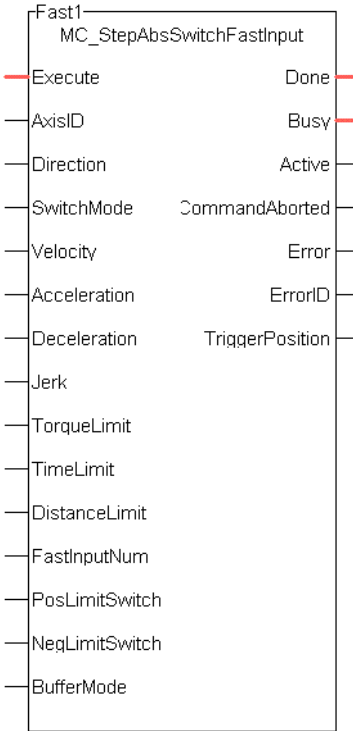 Fast1
MC_StepAbsSwitchFastInput
Execute Done
AxisID Busy
Direction Active
SwitchMode CommandAborted
Velocity Error
Acceleration ErrorID
Deceleration TriggerPosition
Jerk
TorqueLimit
TimeLimit
DistanceLimit
FastInputNum
PosLimitSwitch
NegLimitSwitch
BufferMode